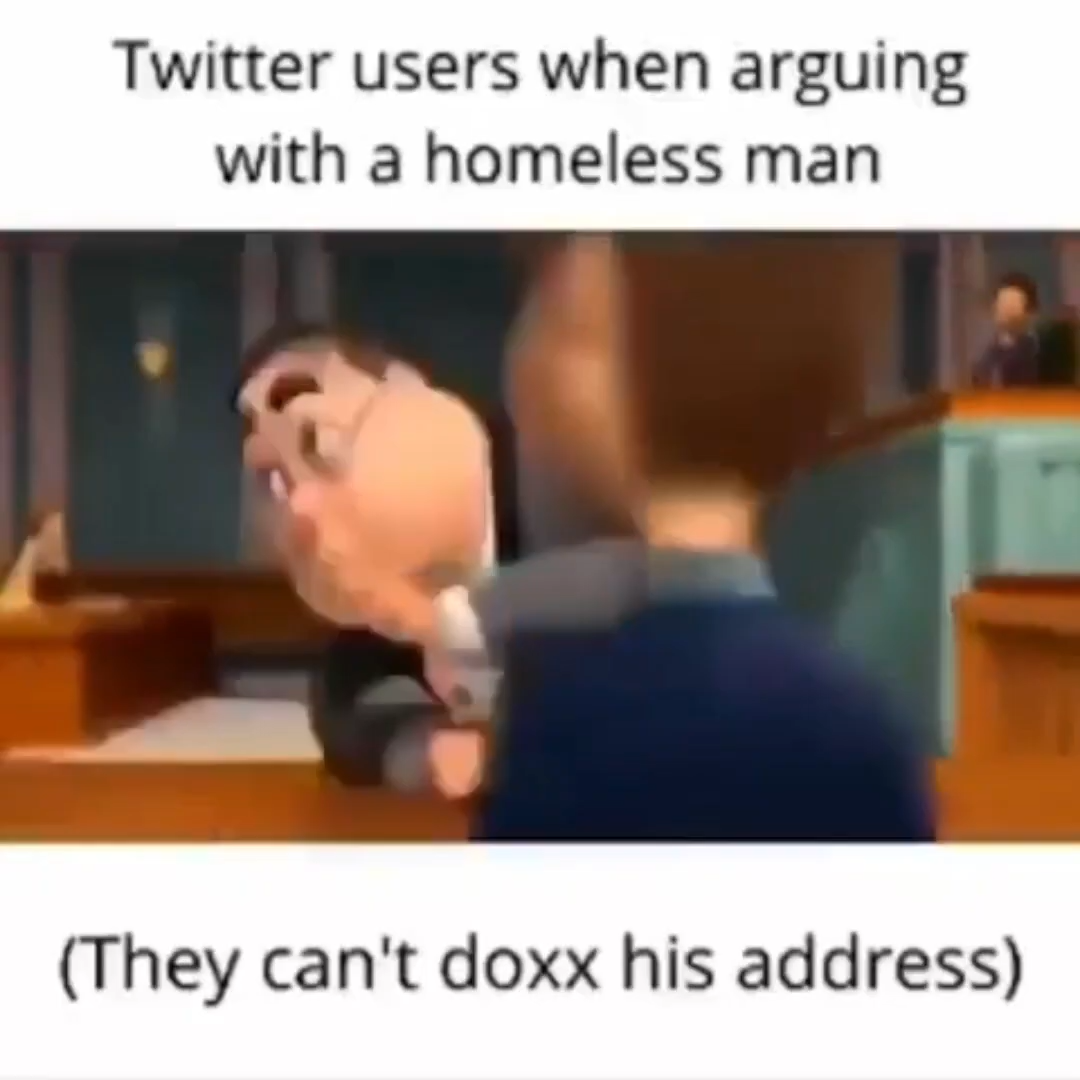 Twitter users when arguing
with a homeless man
(They can't doxx his address)